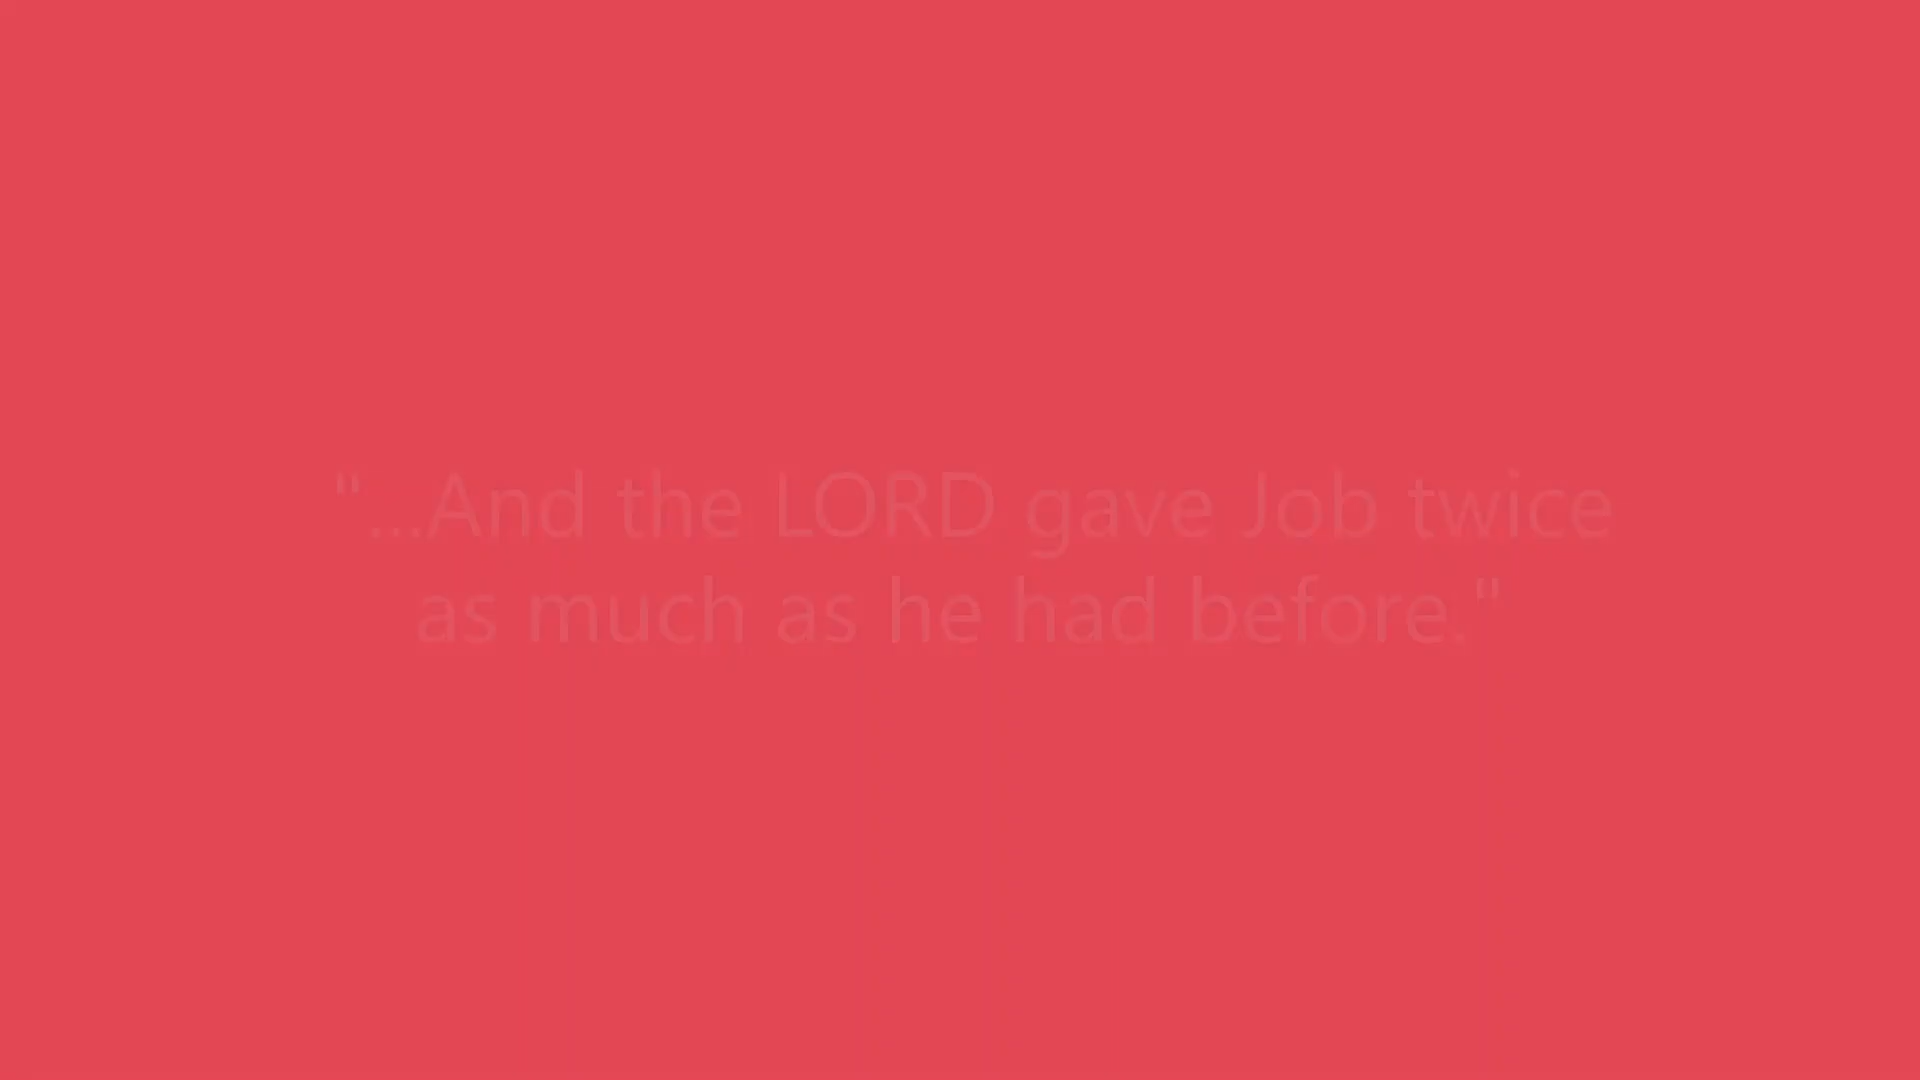 "...And the LORD gave Job twice
as much as he had before."